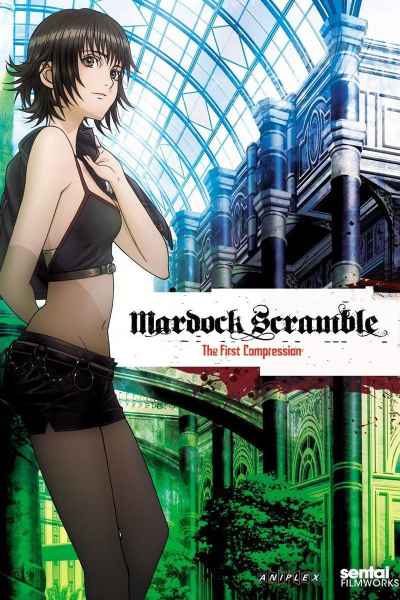 Mardock Scramble
The First Compression
ANIPLEX
sentai
FILMWORKS